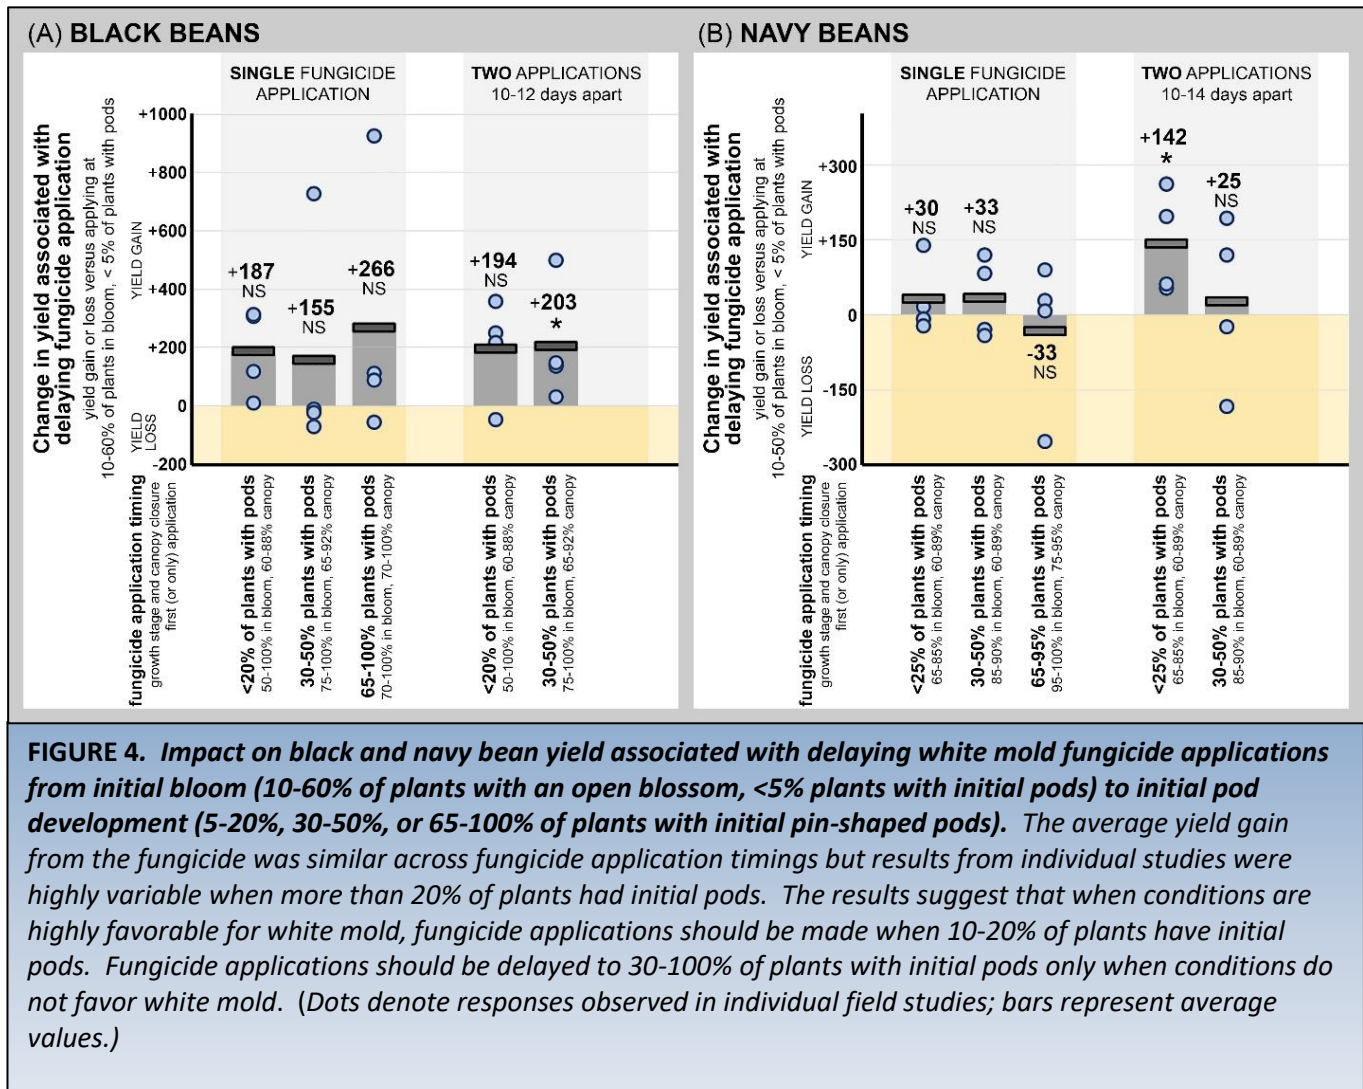 (A) BLACK BEANS
SINGLE FUNGICIDE
APPLICATION
TWO APPLICATIONS
10-12 days apart
Change in yield associated with
delaying fungicide application
yield gain or loss versus applying at
10-60% of plants in bloom, < 5% of plants with pods
YIELD GAIN
YIELD
LOSS
+1000
+800
+600
+400
+200
0
-200
+187
NS
+155
NS
+266
NS
+194
NS
+203
*
fungicide application timing
growth stage and canopy closure
first (or only) application
<20% of plants with pods
50-100% in bloom, 60-88% canopy
30-50% plants with pods
75-100% in bloom, 65-92% canopy
65-100% plants with pods
70-100% in bloom, 70-100% canopy
<20% of plants with pods
50-100% in bloom, 60-88% canopy
30-50% plants with pods
75-100% in bloom, 65-92% canopy
(B) NAVY BEANS
SINGLE FUNGICIDE
APPLICATION
TWO APPLICATIONS
10-14 days apart
Change in yield associated with
delaying fungicide application
yield gain or loss versus applying at
10-50% of plants in bloom, < 5% of plants with pods
YIELD GAIN
YIELD LOSS
+300
+150
0
-150
-300
+30
NS
+33
NS
-33
NS
+142
*
+25
NS
fungicide application timing
growth stage and canopy closure
first (or only) application
<25% of plants with pods
65-85% in bloom, 60-89% canopy
30-50% plants with pods
85-90% in bloom, 60-89% canopy
65-95% plants with pods
95-100% in bloom, 75-95% canopy
<25% of plants with pods
65-85% in bloom, 60-89% canopy
30-50% plants with pods
85-90% in bloom, 60-89% canopy
FIGURE 4. Impact on black and navy bean yield associated with delaying white mold fungicide applications
from initial bloom (10-60% of plants with an open blossom, <5% plants with initial pods) to initial pod
development (5-20%, 30-50%, or 65-100% of plants with initial pin-shaped pods). The average yield gain
from the fungicide was similar across fungicide application timings but results from individual studies were
highly variable when more than 20% of plants had initial pods. The results suggest that when conditions are
highly favorable for white mold, fungicide applications should be made when 10-20% of plants have initial
pods. Fungicide applications should be delayed to 30-100% of plants with initial pods only when conditions do
not favor white mold. (Dots denote responses observed in individual field studies; bars represent average
values.)